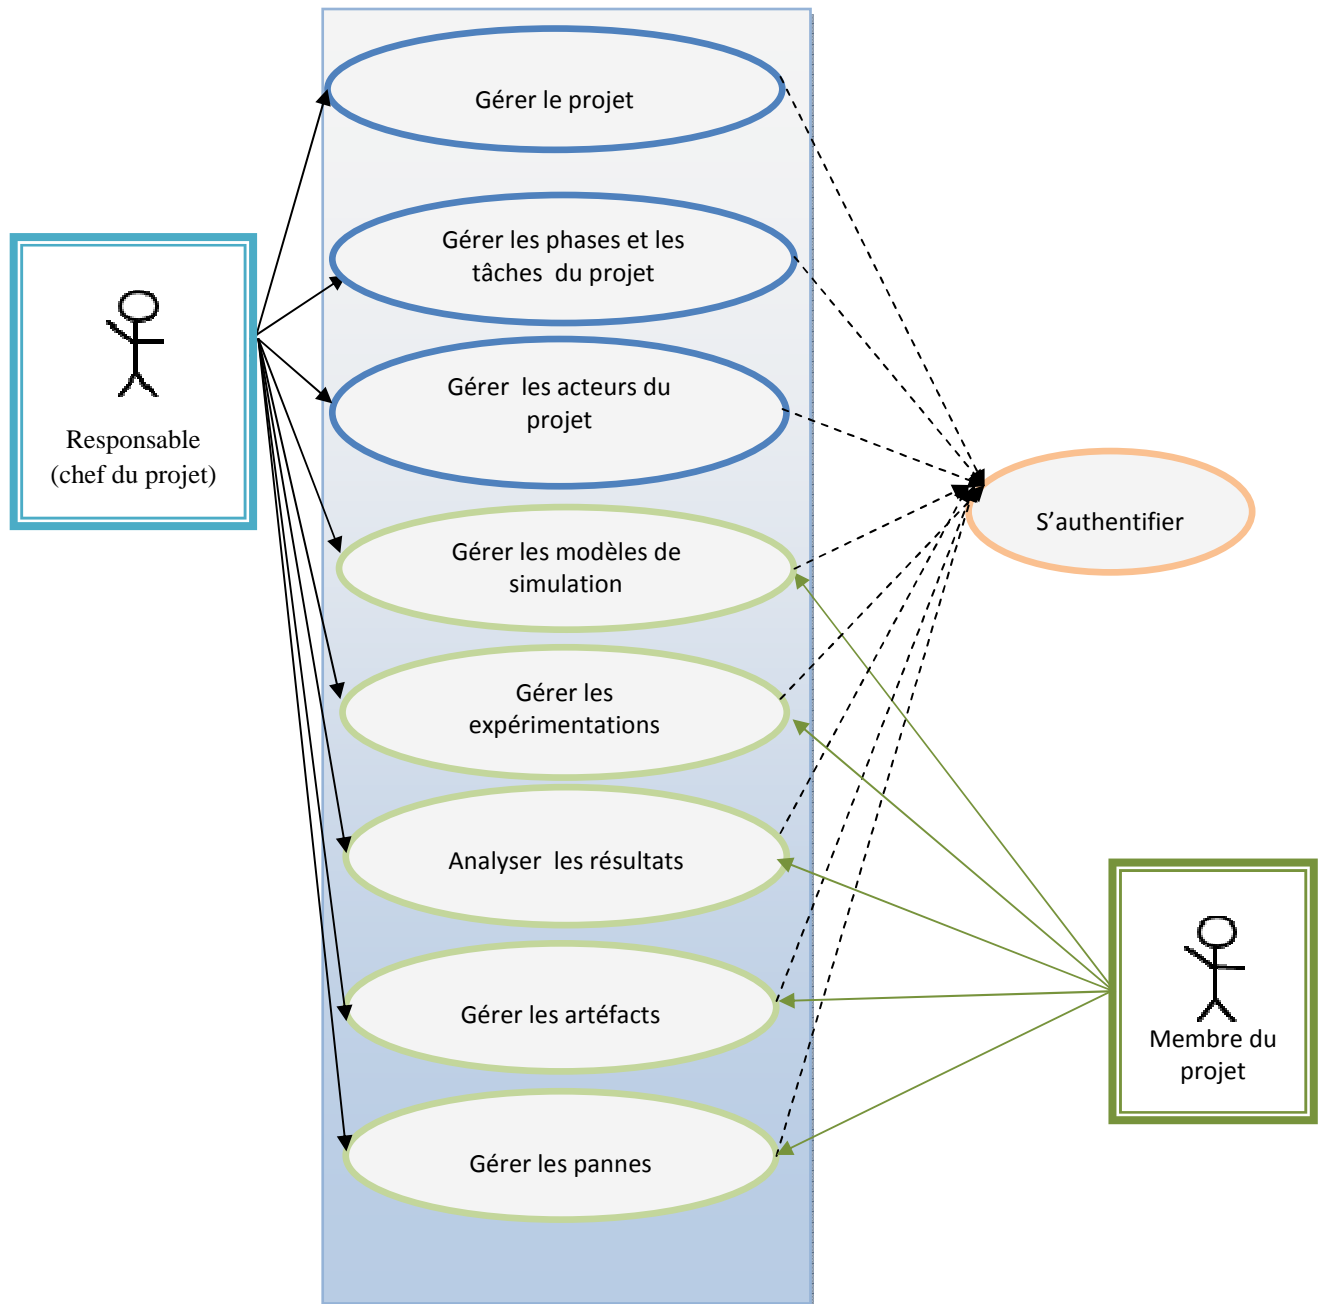 Gérer le projet
Gérer les phases et les
tâches du projet
Gérer les acteurs du
projet
Responsable
(chef du projet)
S’authentifier
Gérer les modèles de
simulation
Gérer les
expérimentations
Analyser les résultats
Gérer les artéfacts
Membre du
projet
Gérer les pannes